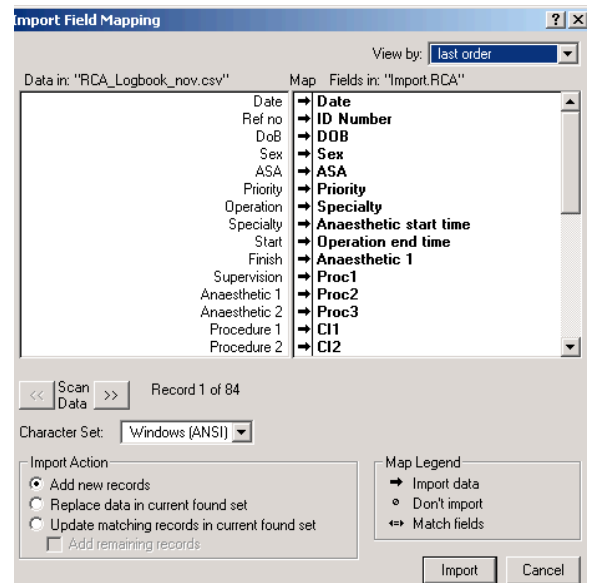 Import Field Mapping
View by: last order
Data in: "RCA_Logbook_nov.csv" Map Fields in: "Import.RCA"
Date Date
Ref no ID Number
DoB DOB
Sex Sex
ASA ASA
Priority Priority
Operation Specialty
Specialty Anaesthetic start time
Start Operation end time
Finish Anaesthetic 1
Supervision Proc1
Anaesthetic 1 Proc2
Anaesthetic 2 Proc3
Procedure 1 CI1
Procedure 2 CI2
<< Scan Data >> Record 1 of 84
Character Set: Windows (ANSI)
Import Action
Add new records
Replace data in current found set
Update matching records in current found set
Add remaining records
Map Legend
Import data
Don't import
Match fields
Import Cancel